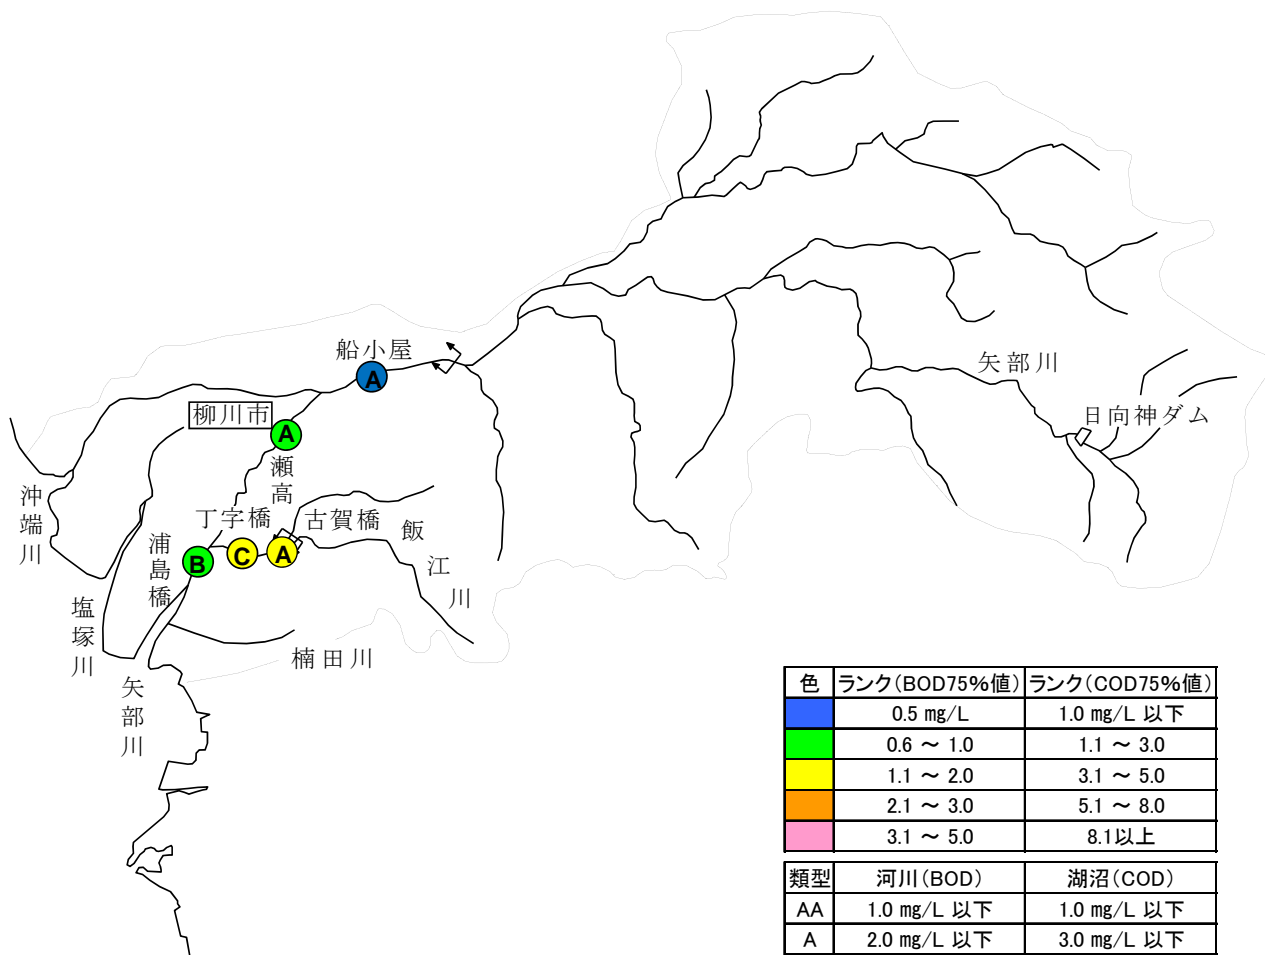 船小屋
A
矢部川
日向神ダム
柳川市
A
瀬高
沖端川
丁字橋
古賀橋
飯江川
浦島橋
B
C
A
塩塚川
楠田川
矢部川
色 ランク(BOD75%値) ランク(COD75%値)
0.5 mg/L 1.0 mg/L 以下
0.6 ～ 1.0 1.1 ～ 3.0
1.1 ～ 2.0 3.1 ～ 5.0
2.1 ～ 3.0 5.1 ～ 8.0
3.1 ～ 5.0 8.1以上
類型 河川(BOD) 湖沼(COD)
AA 1.0 mg/L 以下 1.0 mg/L 以下
A 2.0 mg/L 以下 3.0 mg/L 以下